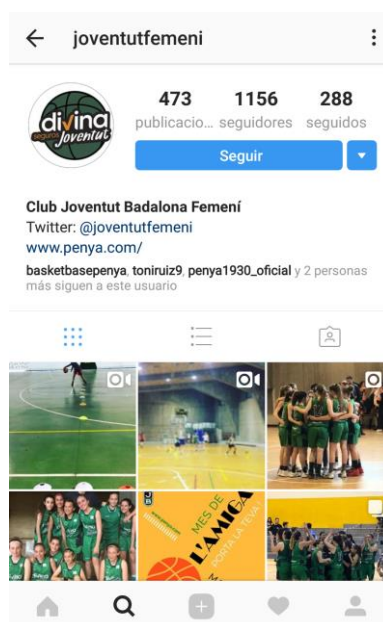 joventutfemeni
473 1156 288
publicacio... seguidores seguidos
divina
seguros Joventut
Seguir
Club Joventut Badalona Femení
Twitter: @joventutfemeni
www.penya.com/
basketbasepenya, toniruiz9, penya1930_oficial y 2 personas
más siguen a este usuario
MES DE
L'AMIGA
PORTA LA TEVA!